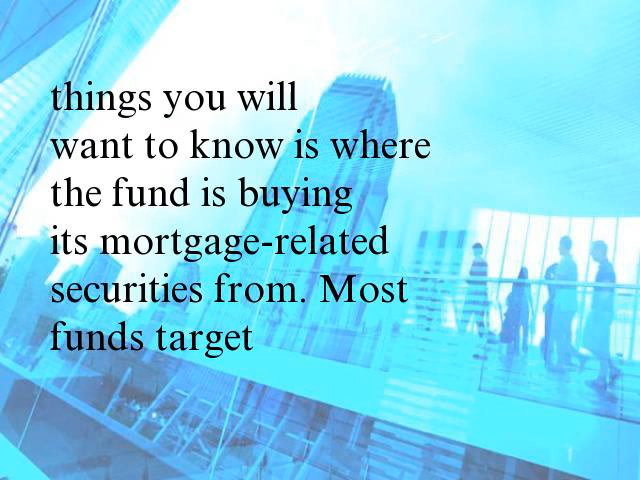 things you will
want to know is where
the fund is buying
its mortgage-related
securities from. Most
funds target